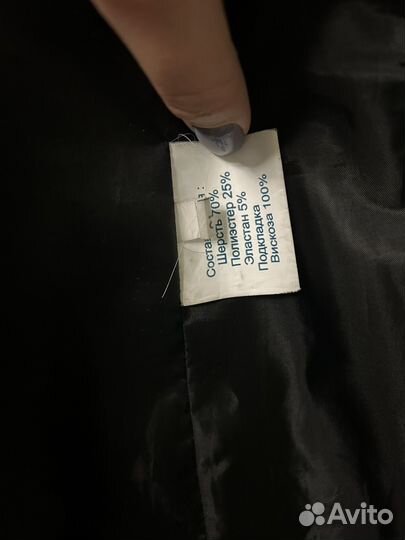 Соста
Шерсть 70%
Полиэстер 25%
Эластан 5%
Подкладка
Вискоза 100%
Avito